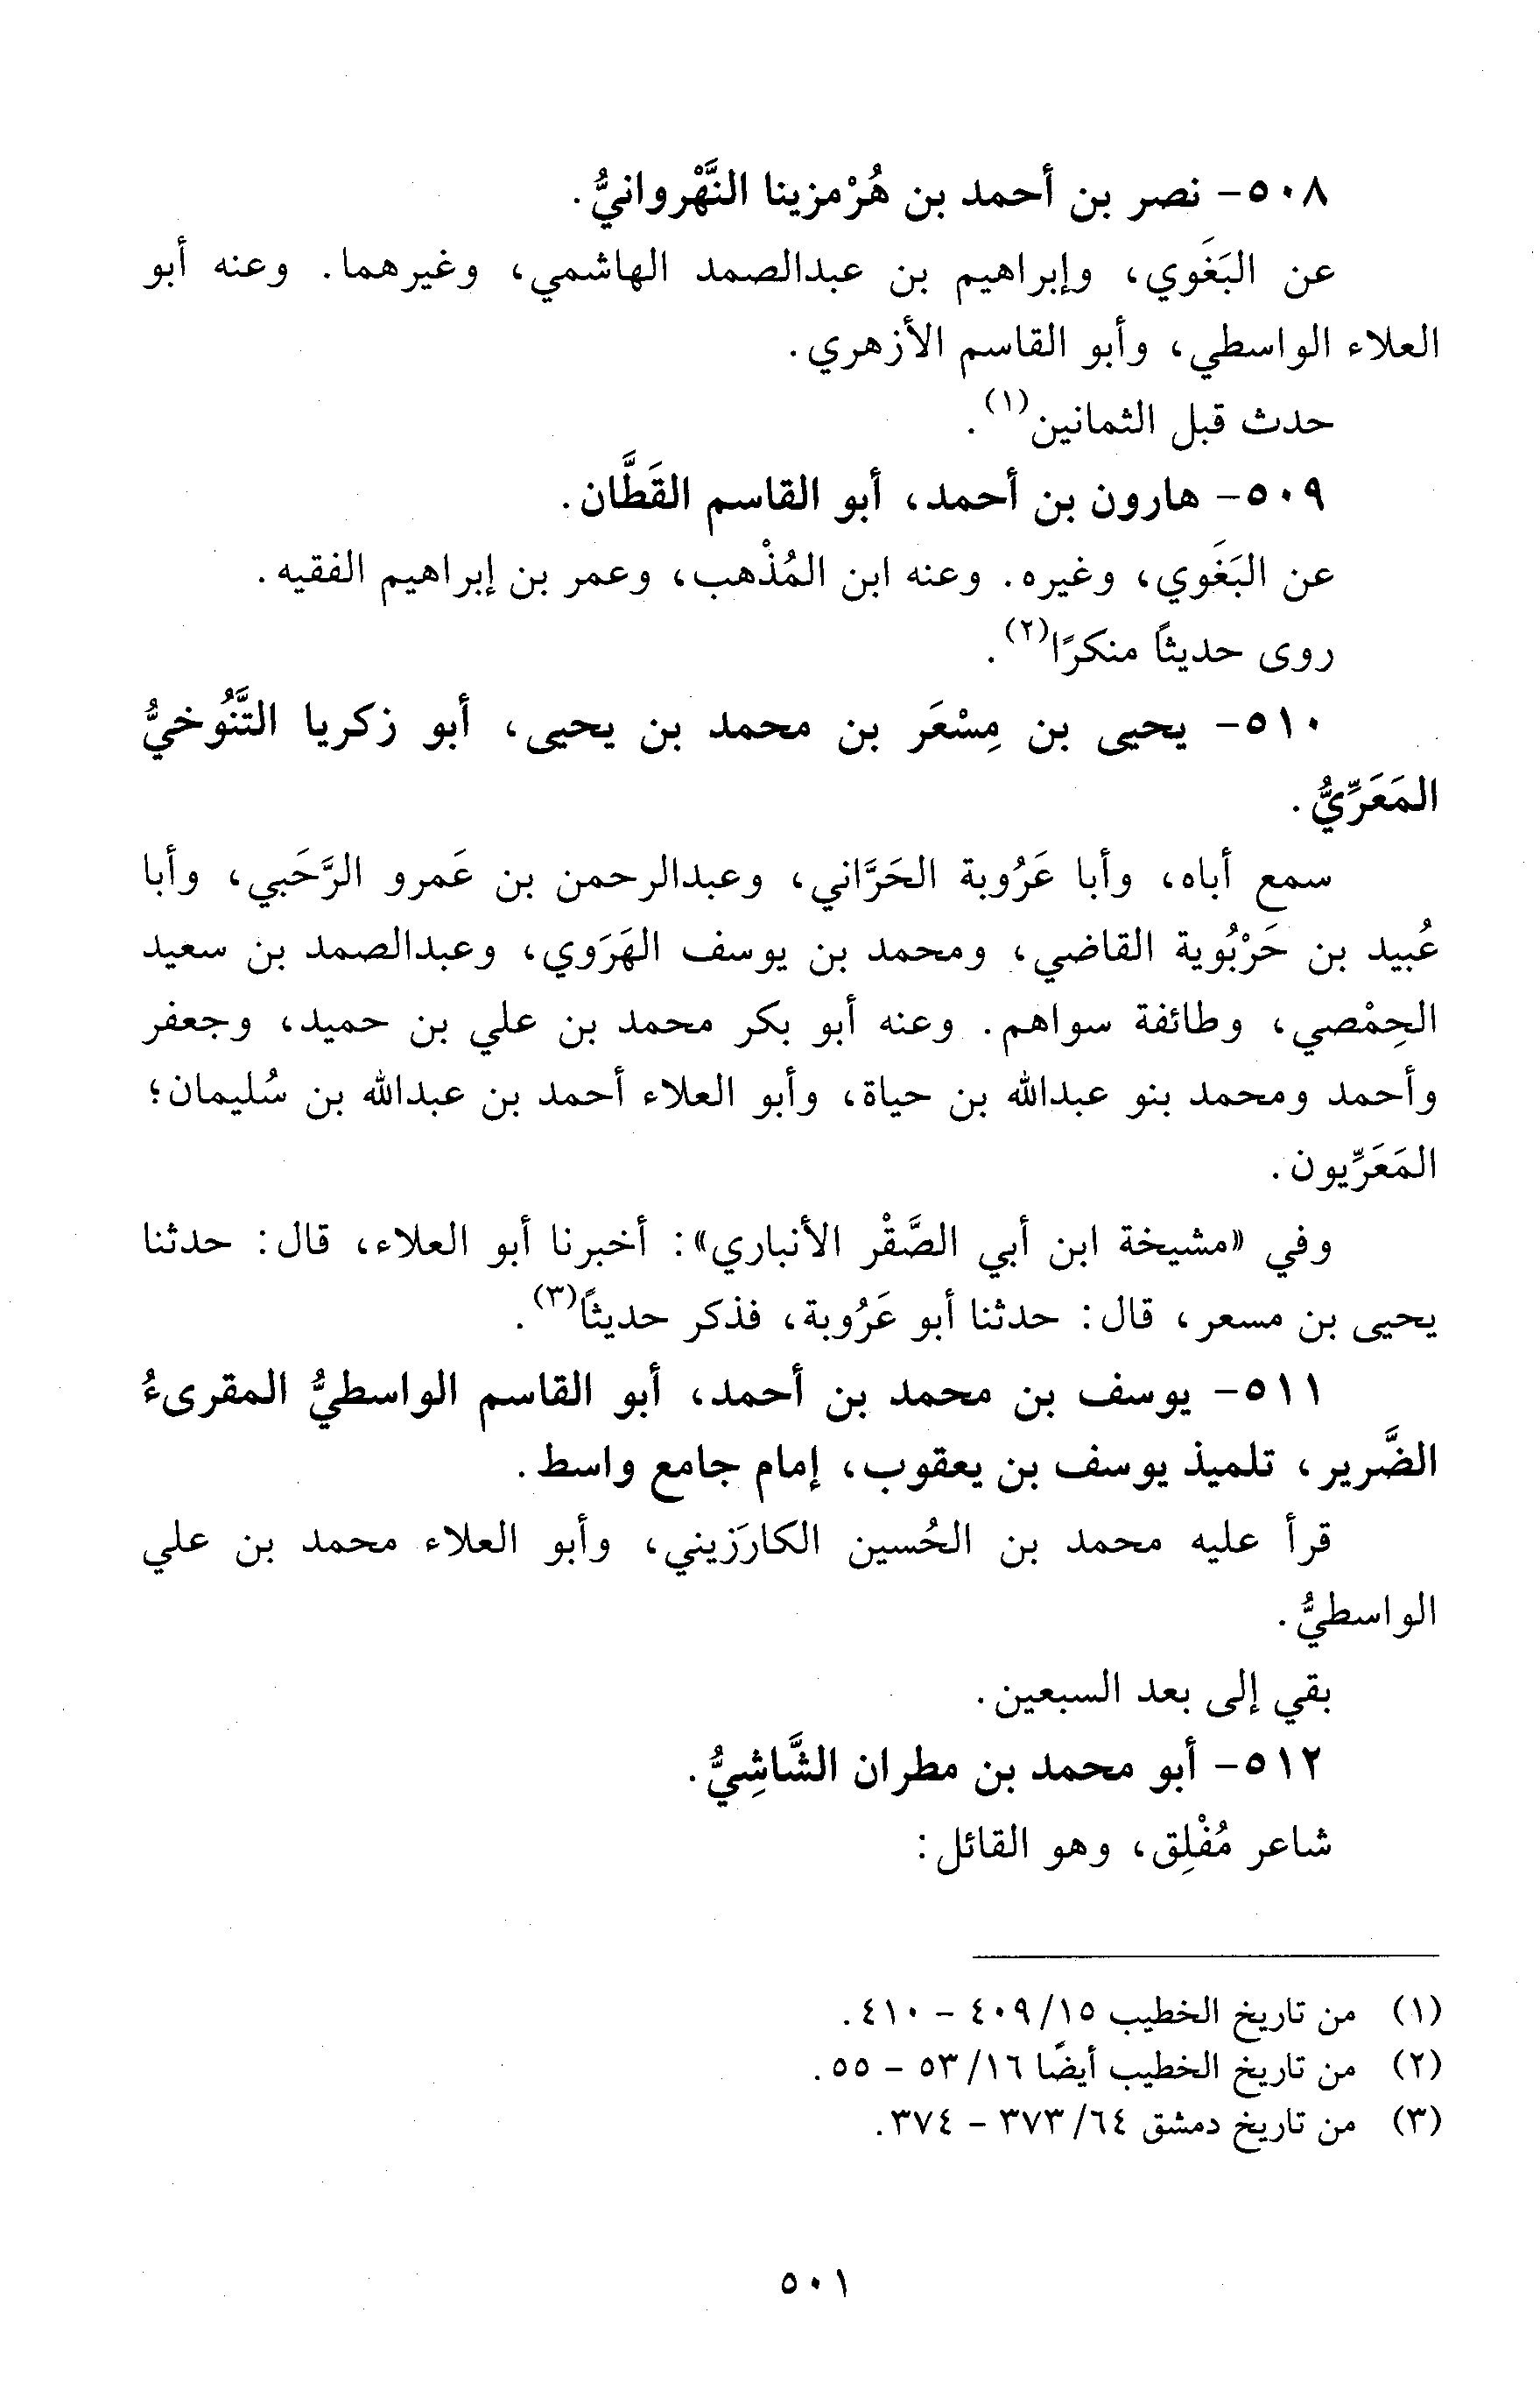 ٥٠٨- نصر بن أحمد بن هُرْمزينا النَّهْروانيُّ.
عن البَغَوي، وإبراهيم بن عبدالصمد الهاشمي، وغيرهما. وعنه أبو
العلاء الواسطي، وأبو القاسم الأزهري.
حدث قبل الثمانين(١).
٥٠٩- هارون بن أحمد، أبو القاسم القَطَّان.
عن البَغَوي، وغيره. وعنه ابن المُذْهب، وعمر بن إبراهيم الفقيه.
روى حديثاً منكرًا(٢).
٥١٠- يحيى بن مِسْعَر بن محمد بن يحيى، أبو زكريا التَّنُوخيُّ
المَعَرِّيُّ.
سمع أباه، وأبا عَرُوبة الحَرَّاني، وعبدالرحمن بن عَمرو الرَّحَبي، وأبا
عُبيد بن حَرْبُوية القاضي، ومحمد بن يوسف الهَرَوي، وعبدالصمد بن سعيد
الحِمْصي، وطائفة سواهم. وعنه أبو بكر محمد بن علي بن حميد، وجعفر
وأحمد ومحمد بنو عبدالله بن حياة، وأبو العلاء أحمد بن عبدالله بن سُليمان؛
المَعَرِّيون.
وفي «مشيخة ابن أبي الصَّقْر الأنباري»: أخبرنا أبو العلاء، قال: حدثنا
يحيى بن مسعر، قال: حدثنا أبو عَرُوبة، فذكر حديثاً(٣).
٥١١- يوسف بن محمد بن أحمد، أبو القاسم الواسطيُّ المقرىءُ
الضَّرير، تلميذ يوسف بن يعقوب، إمام جامع واسط.
قرأ عليه محمد بن الحُسين الكارَزيني، وأبو العلاء محمد بن علي
الواسطيُّ.
بقي إلى بعد السبعين.
٥١٢- أبو محمد بن مطران الشَّاشِيُّ.
شاعر مُفْلِق، وهو القائل:
(١) من تاريخ الخطيب ١٥/ ٤٠٩ - ٤١٠.
(٢) من تاريخ الخطيب أيضًا ١٦/ ٥٣ - ٥٥.
(٣) من تاريخ دمشق ٦٤/ ٣٧٣ - ٣٧٤.
٥٠١